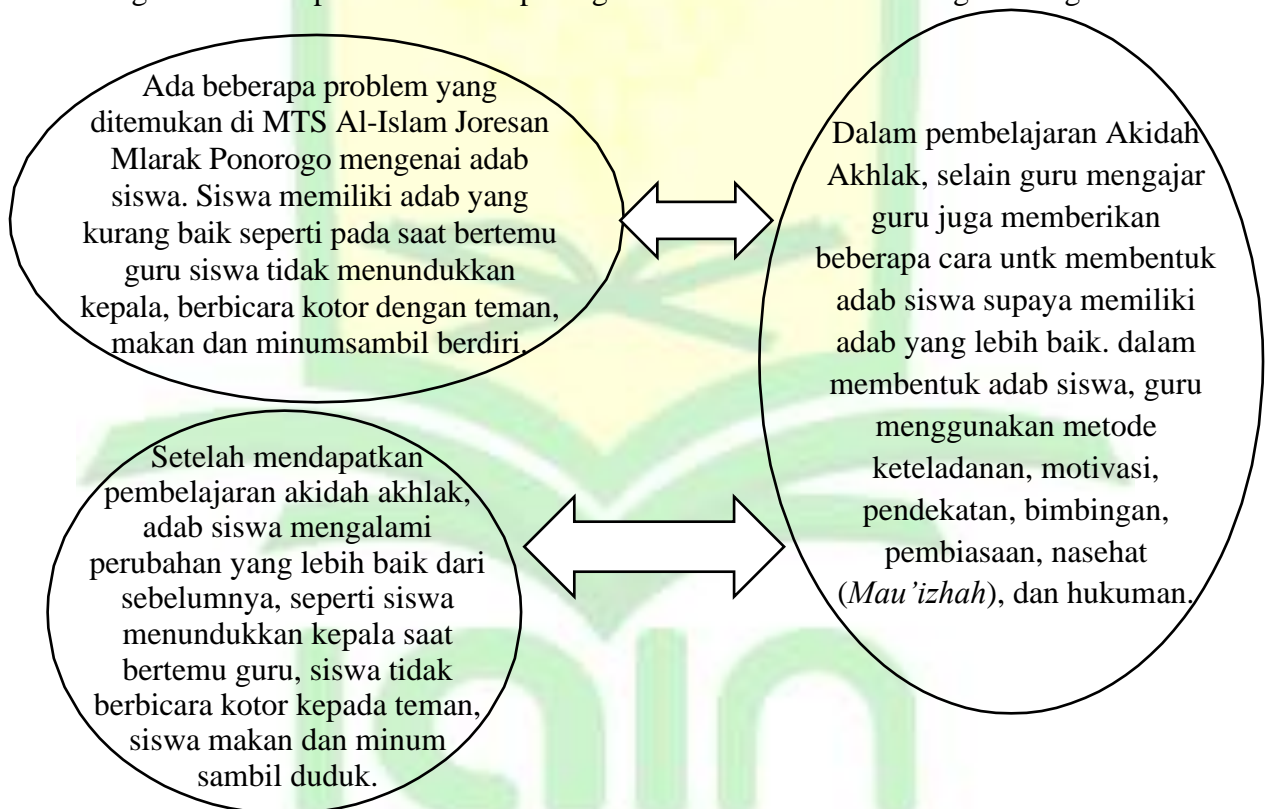 Ada beberapa problem yang
ditemukan di MTS Al-Islam Joresan
Mlarak Ponorogo mengenai adab
siswa. Siswa memiliki adab yang
kurang baik seperti pada saat bertemu
guru siswa tidak menundukkan
kepala, berbicara kotor dengan teman,
makan dan minumsambil berdiri.
Dalam pembelajaran Akidah
Akhlak, selain guru mengajar
guru juga memberikan
beberapa cara untk membentuk
adab siswa supaya memiliki
adab yang lebih baik. dalam
membentuk adab siswa, guru
menggunakan metode
keteladanan, motivasi,
pendekatan, bimbingan,
pembiasaan, nasehat
(Mau’izhah), dan hukuman.
Setelah mendapatkan
pembelajaran akidah akhlak,
adab siswa mengalami
perubahan yang lebih baik dari
sebelumnya, seperti siswa
menundukkan kepala saat
bertemu guru, siswa tidak
berbicara kotor kepada teman,
siswa makan dan minum
sambil duduk.